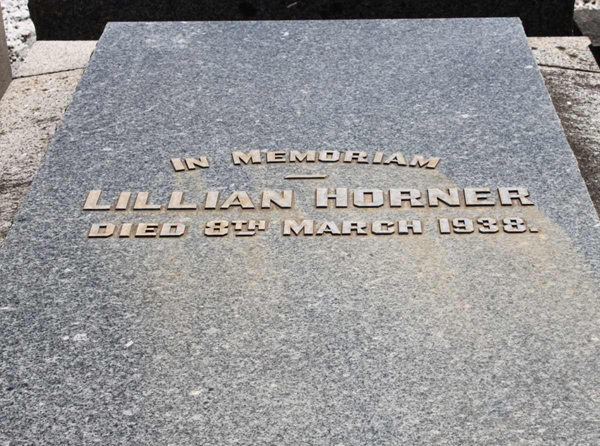 IN MEMORIAM
LILLIAN HORNER
DIED 8TH MARCH 1938.